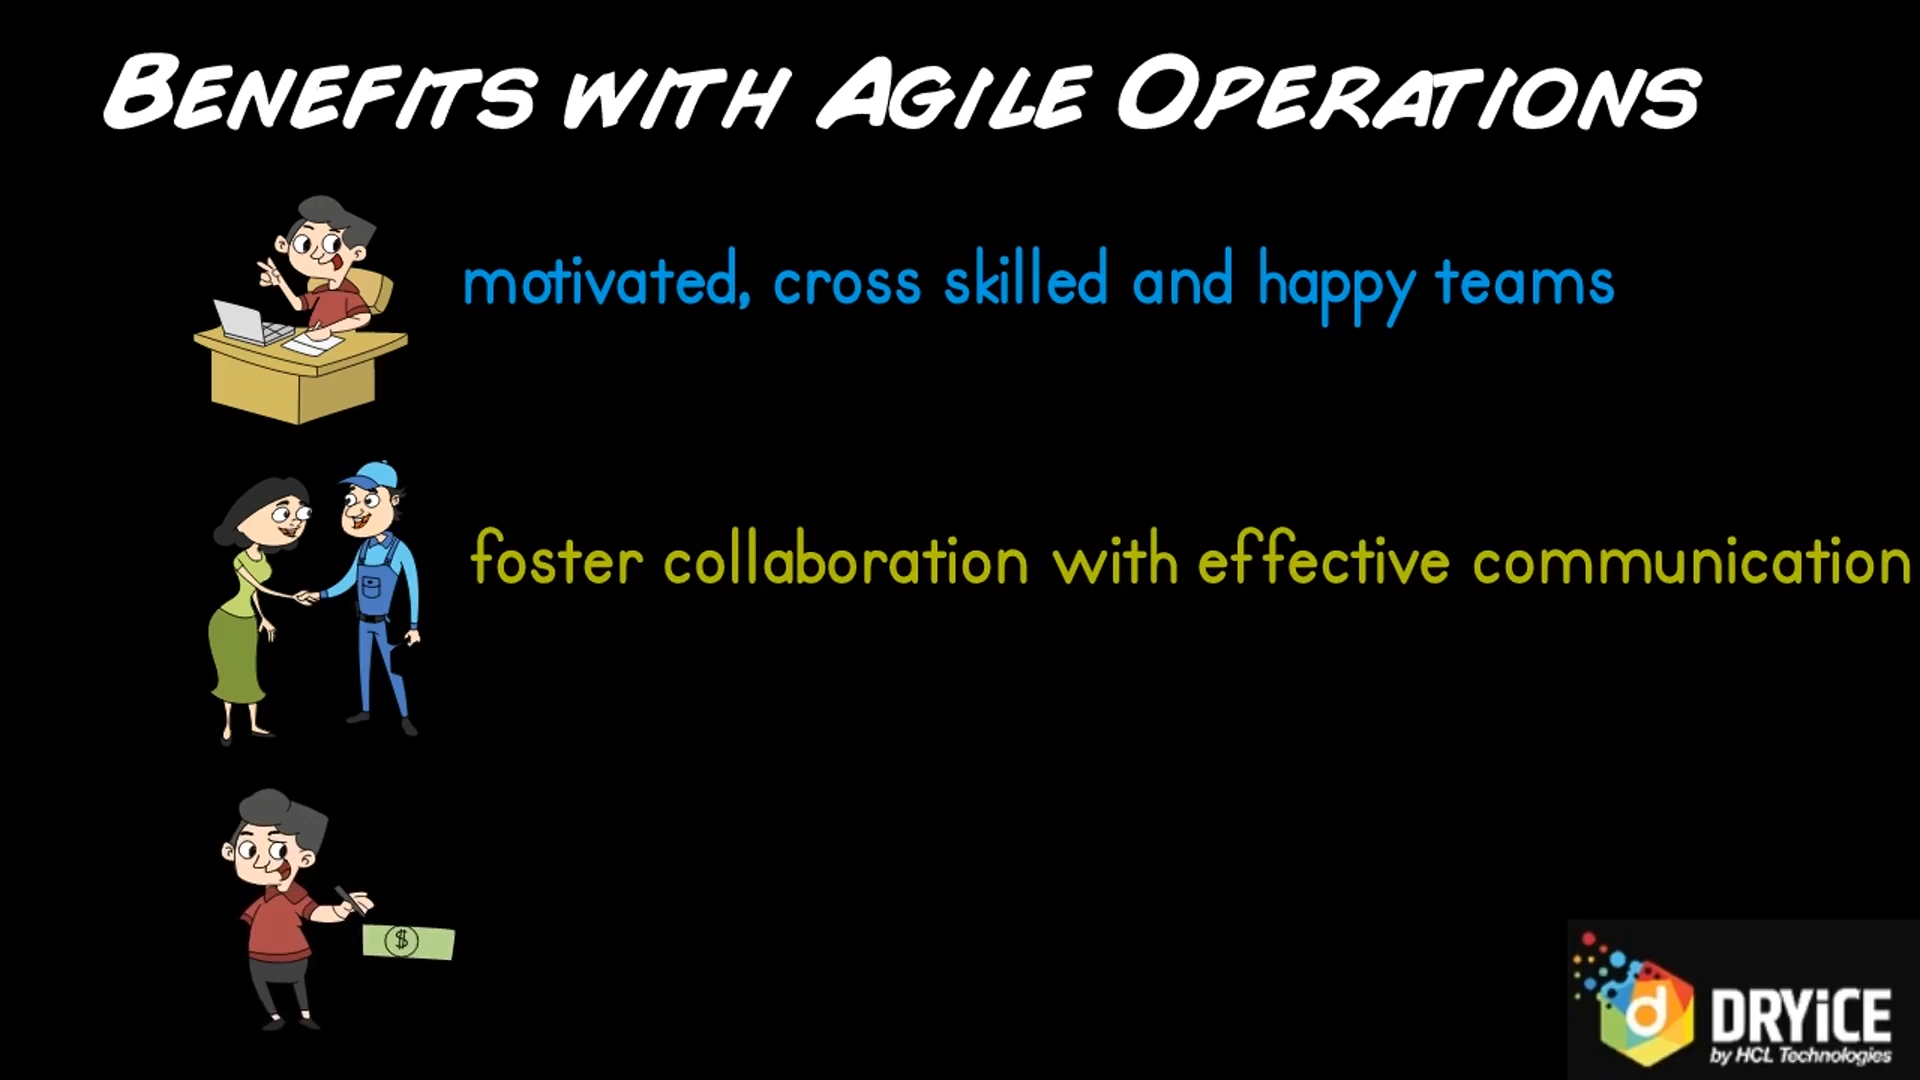 Benefits with Agile Operations
motivated, cross skilled and happy teams
foster collaboration with effective communication
$
d
DRYiCE
by HCL Technologies